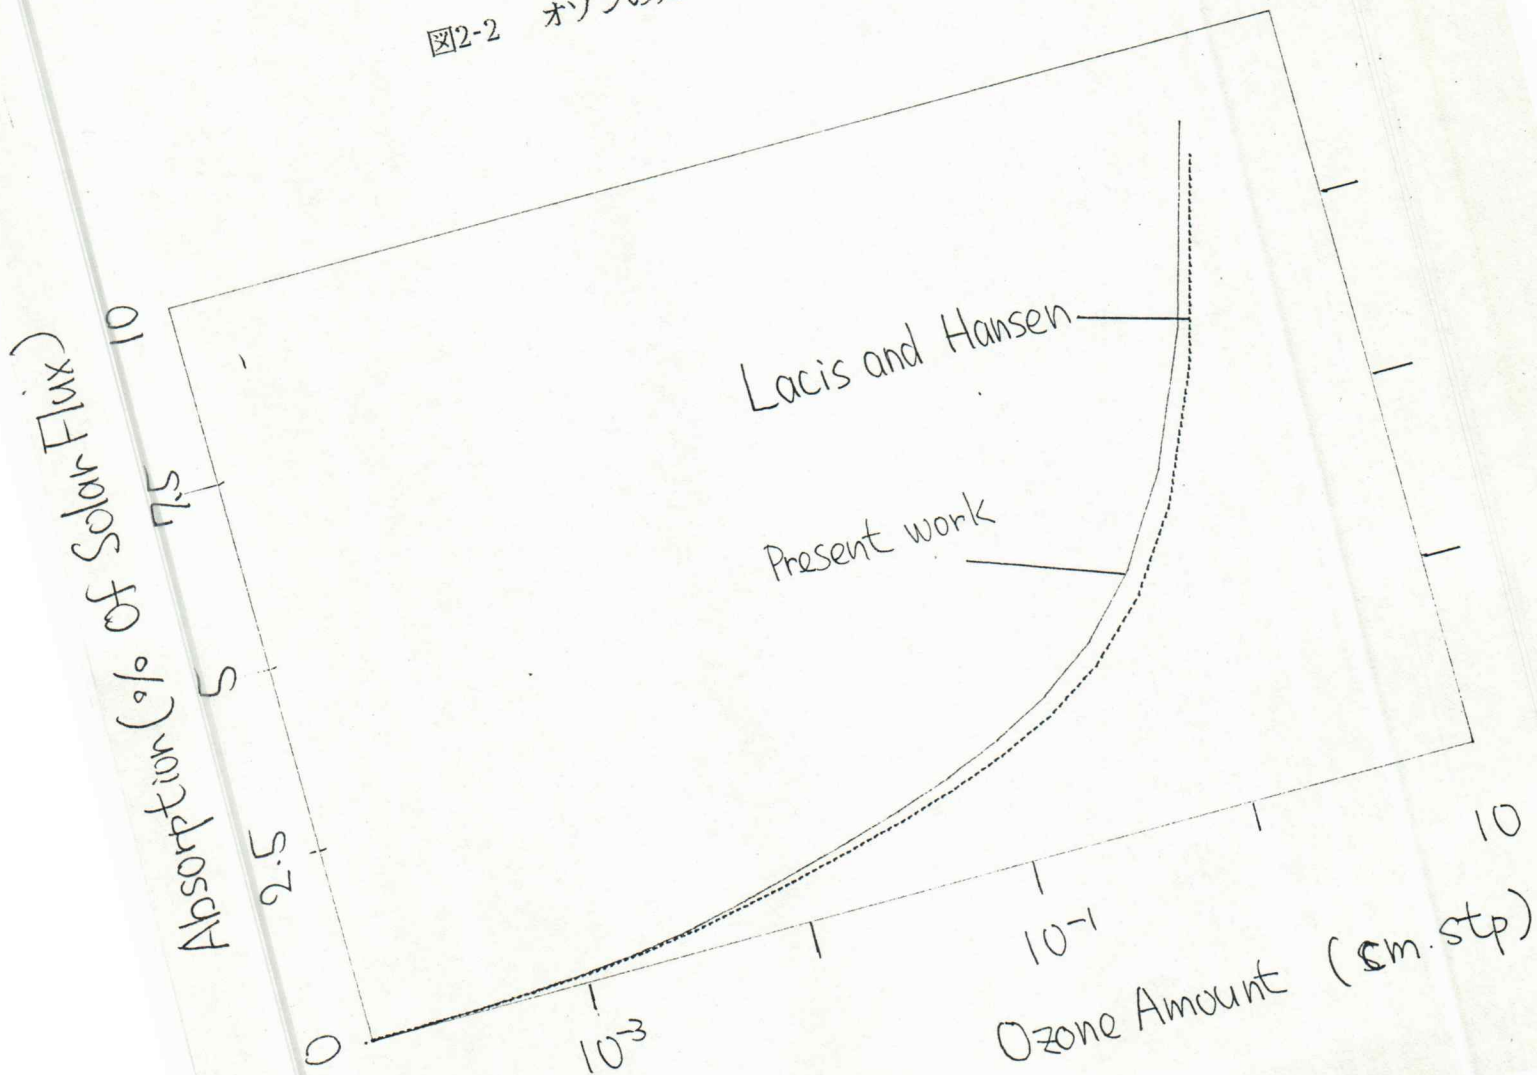 図2-2 オゾンの
10
7.5
5
2.5
0
Absorption (% of Solar Flux)
Lacis and Hansen
Present work
10⁻³
10⁻¹
10
Ozone Amount (cm.stp)